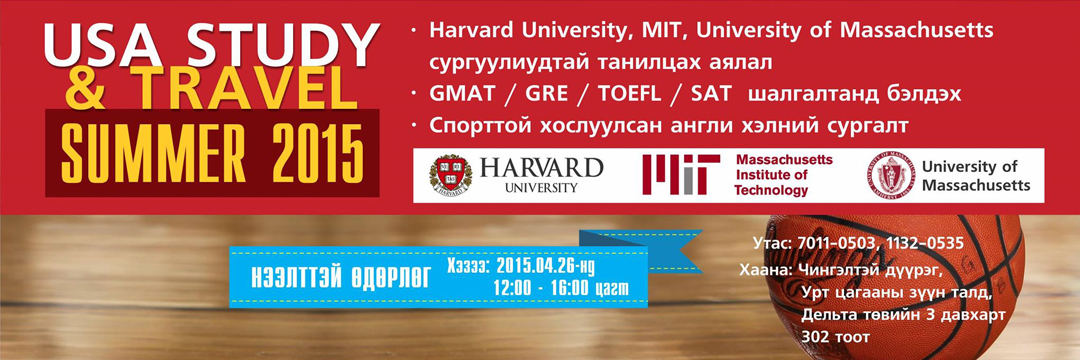 USA STUDY
& TRAVEL
SUMMER 2015
· Harvard University, MIT, University of Massachusetts
сургуулиудтай танилцах аялал
· GMAT / GRE / TOEFL / SAT шалгалтанд бэлдэх
· Спорттой хослуулсан англи хэлний сургалт
HARVARD
UNIVERSITY
MIT
Massachusetts
Institute of
Technology
University of
Massachusetts
НЭЭЛТТЭЙ ӨДӨРЛӨГ
Хэзээ: 2015.04.26-нд
12:00 - 16:00 цагт
Утас: 7011-0503, 1132-0535
Хаана: Чингэлтэй дүүрэг,
Урт цагааны зүүн талд,
Дельта төвийн 3 давхарт
302 тоот